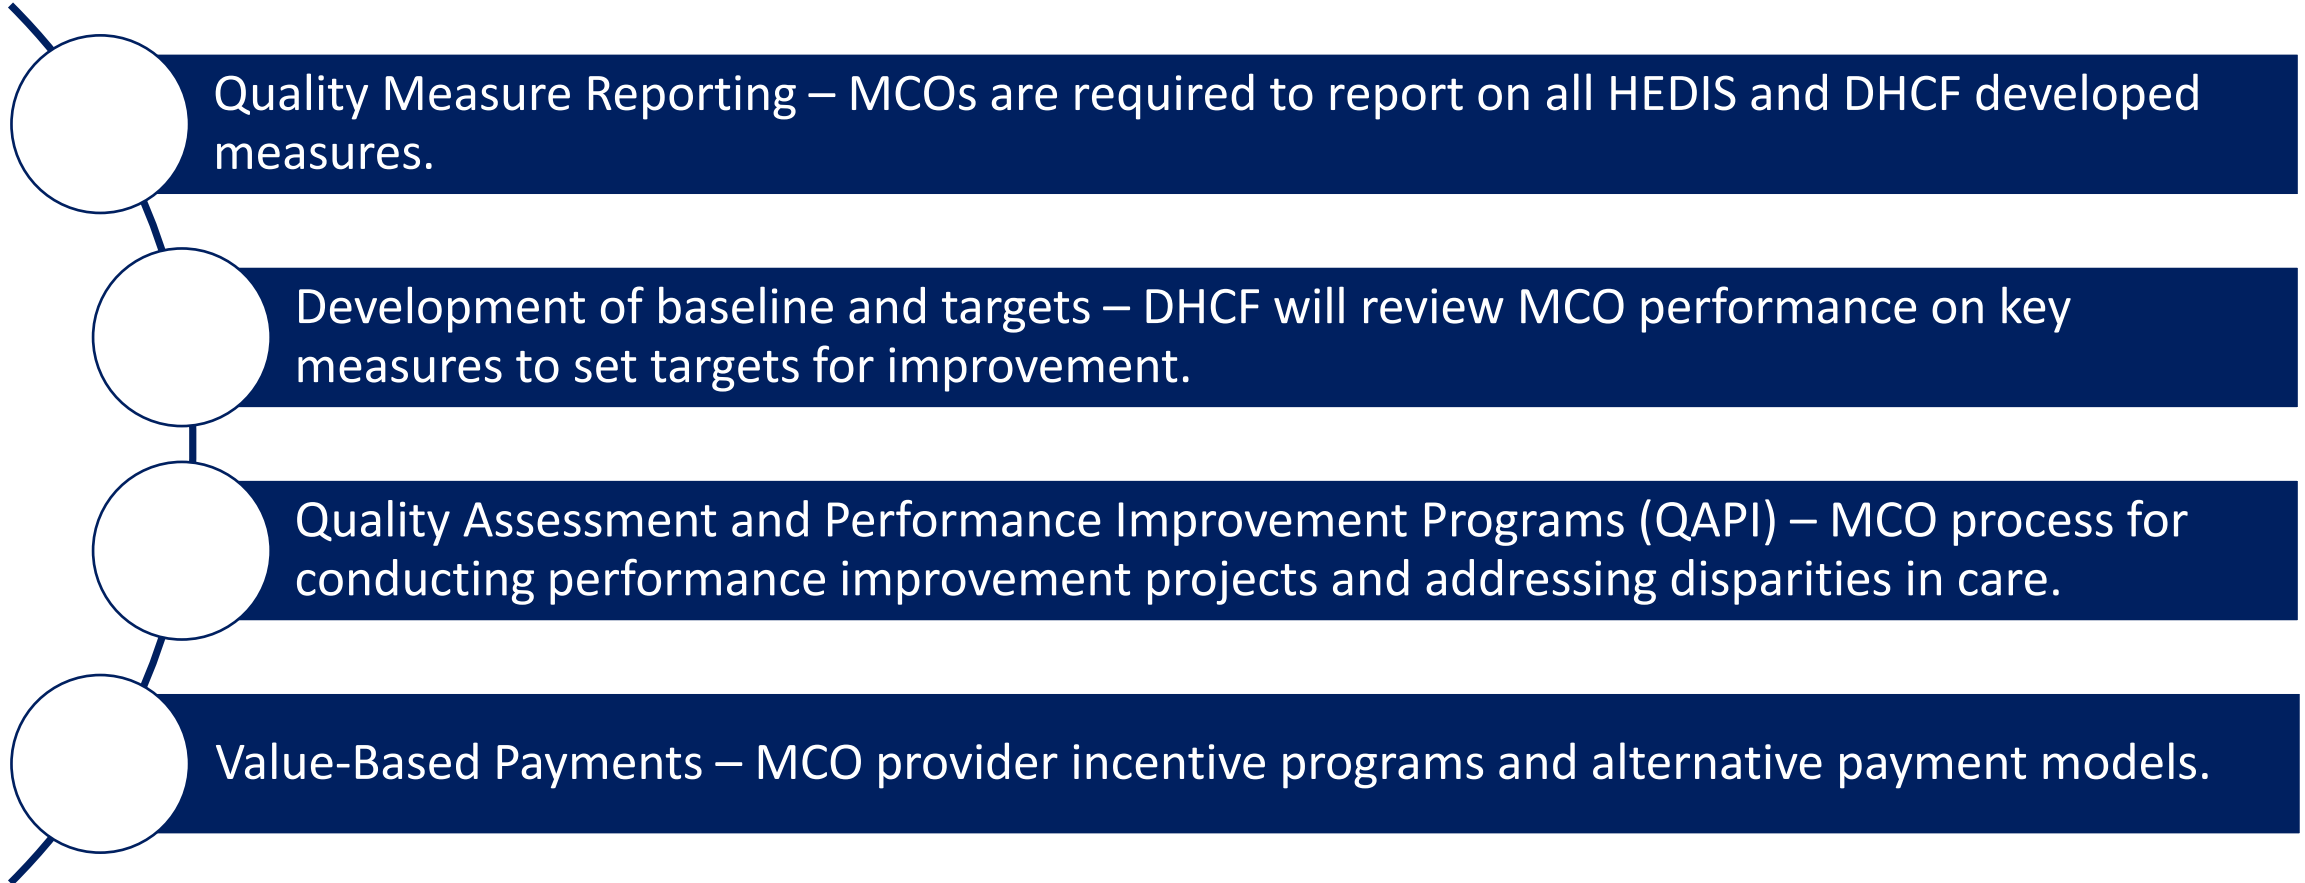 Quality Measure Reporting – MCOs are required to report on all HEDIS and DHCF developed
measures.
Development of baseline and targets – DHCF will review MCO performance on key
measures to set targets for improvement.
Quality Assessment and Performance Improvement Programs (QAPI) – MCO process for
conducting performance improvement projects and addressing disparities in care.
Value-Based Payments – MCO provider incentive programs and alternative payment models.